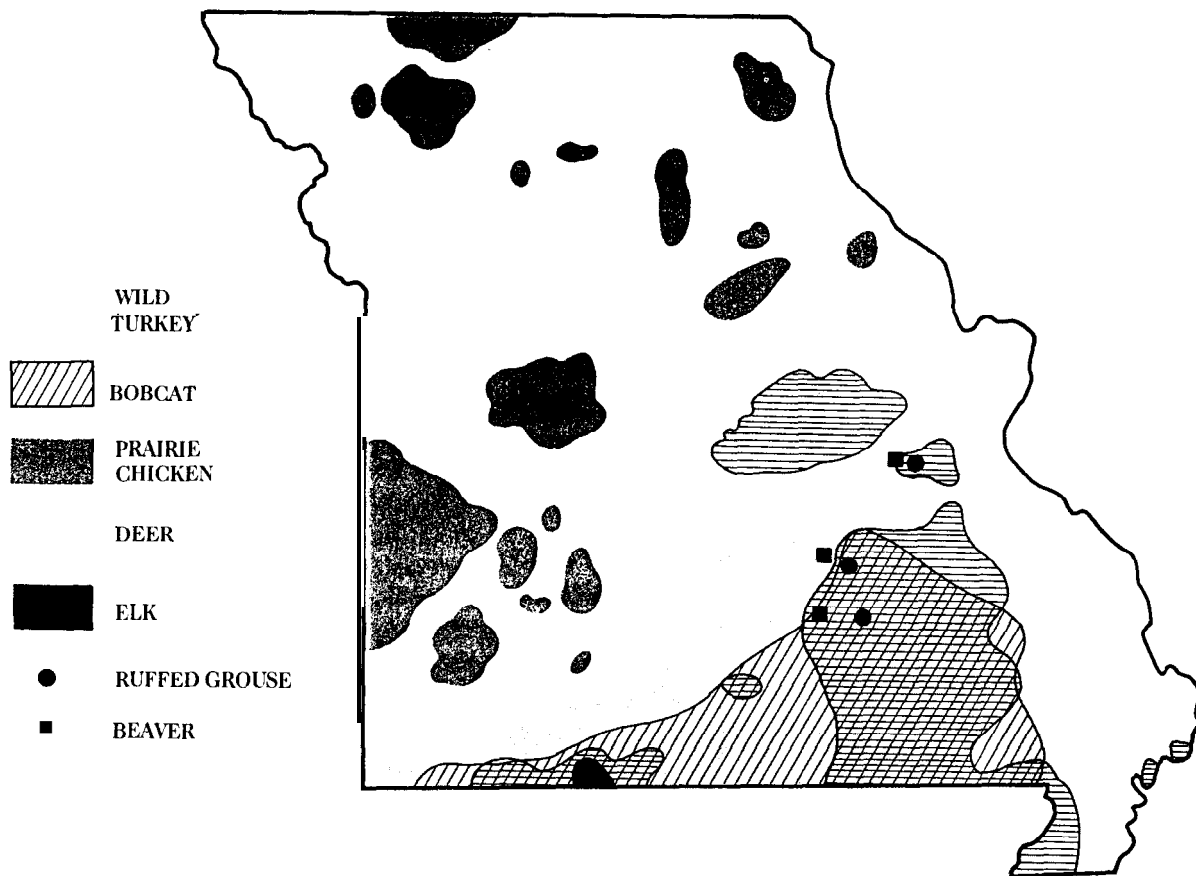 WILD
TURKEY
BOBCAT
PRAIRIE
CHICKEN
DEER
ELK
RUFFED GROUSE
BEAVER